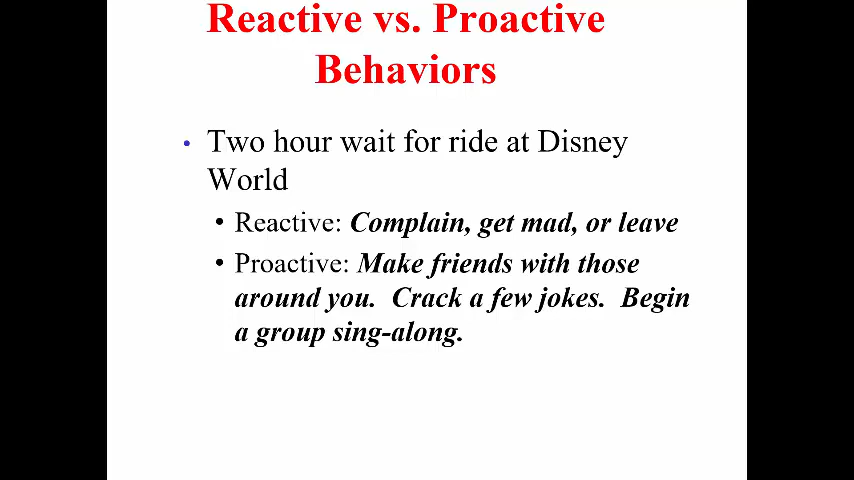 Reactive vs. Proactive
Behaviors
• Two hour wait for ride at Disney
World
• Reactive: Complain, get mad, or leave
• Proactive: Make friends with those
around you.  Crack a few jokes.  Begin
a group sing-along.